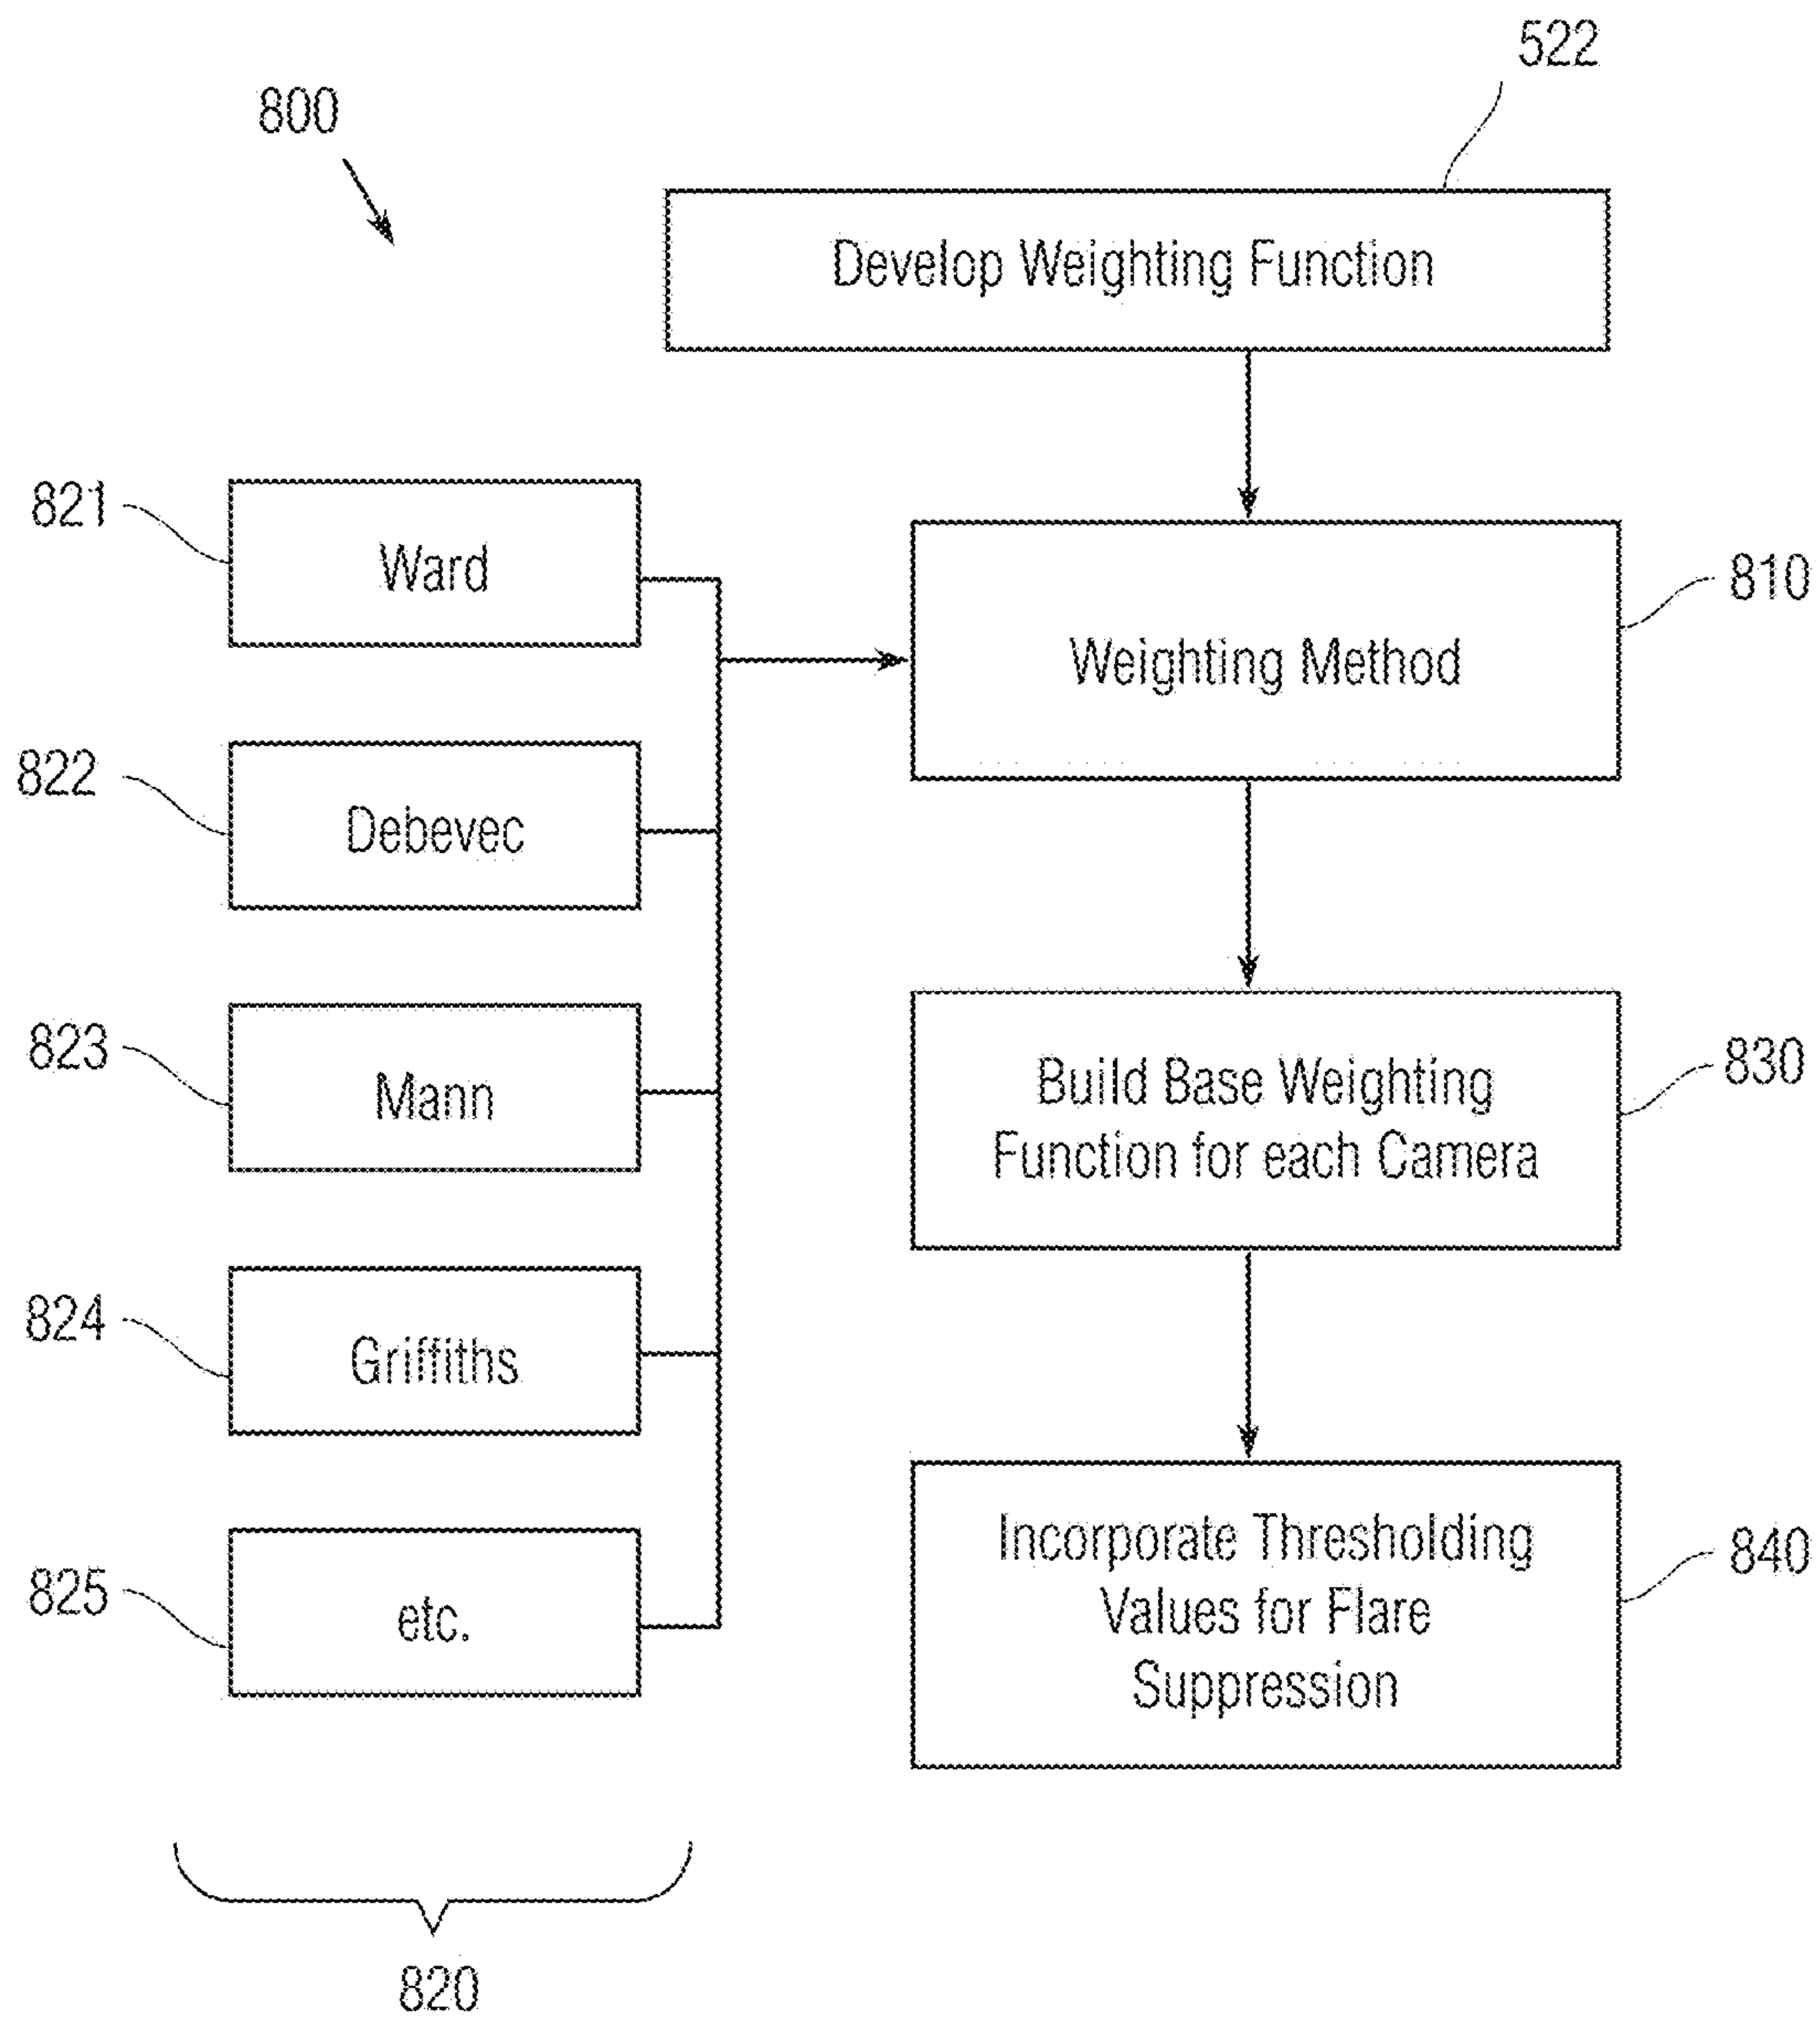 522
800
Develop Weighting Function
821
Ward
810
Weighting Method
822
Debevec
823
Mann
830
Build Base Weighting
Function for each Camera
824
Griffiths
840
Incorporate Thresholding
Values for Flare
Suppression
825
etc.
820